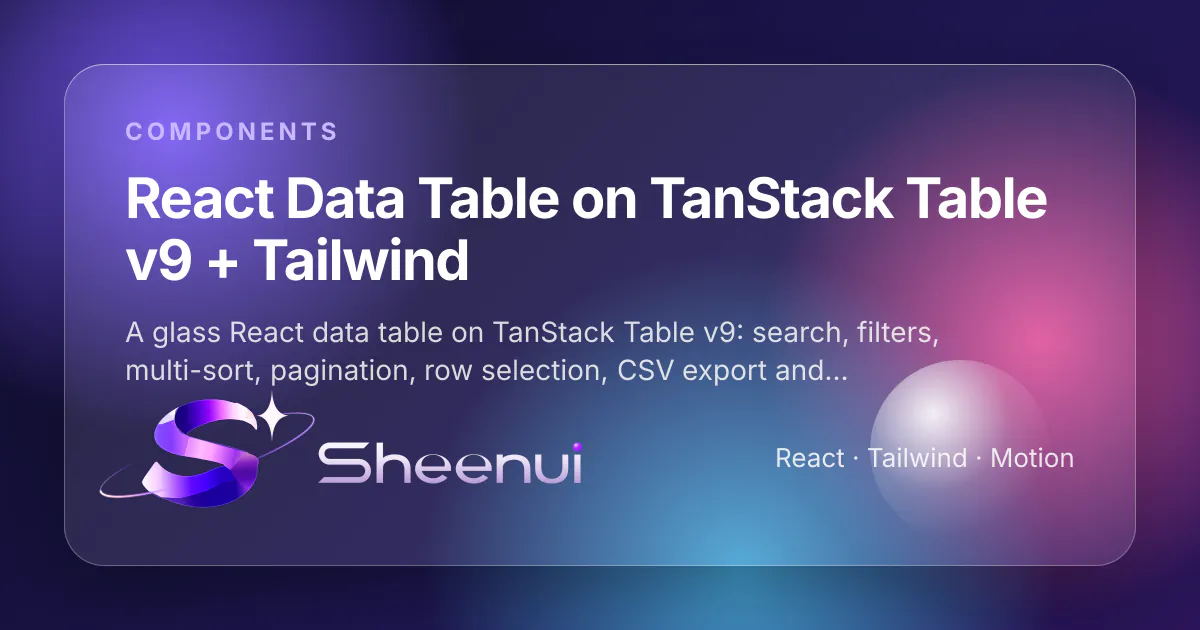 COMPONENTS
React Data Table on TanStack Table
v9 + Tailwind
A glass React data table on TanStack Table v9: search, filters,
multi-sort, pagination, row selection, CSV export and...
Sheenui
React · Tailwind · Motion